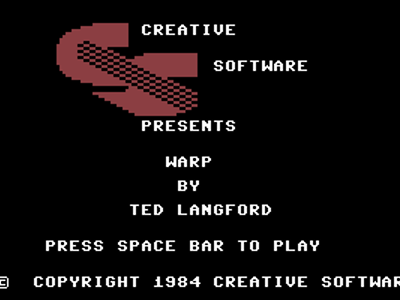 CREATIVE
SOFTWARE
PRESENTS
WARP
BY
TED LANGFORD
PRESS SPACE BAR TO PLAY
© COPYRIGHT 1984 CREATIVE SOFTWAR